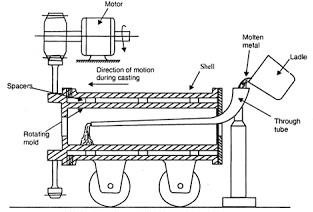 Motor
Molten
metal
Ladle
Direction of motion
during casting
Shell
Spacers
Through
tube
Rotating
mold